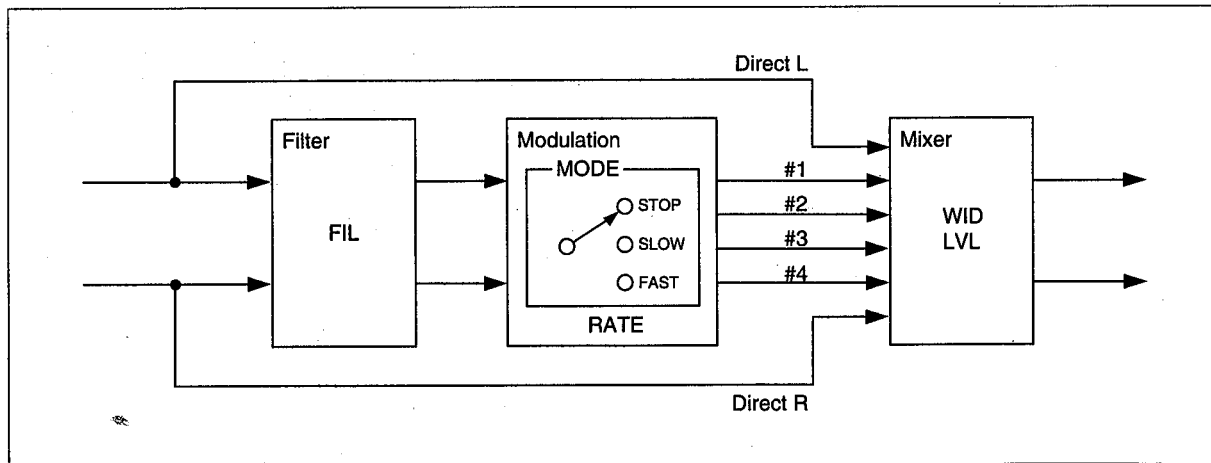 Direct L
Filter
FIL
Modulation
MODE
STOP
SLOW
FAST
RATE
#1
#2
#3
#4
Mixer
WID
LVL
Direct R